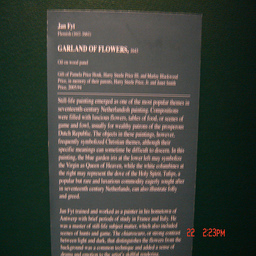 Jan Fyt
Flemish (1611-1661)
GARLAND OF FLOWERS, 1645
Oil on wood panel
Gift of Pamela Price Hook, Harry Steele Price III, and Marley Blackwood
Price, in memory of their parents, Harry Steele Price, Jr. and Janet Smith
Price, 2009.94
Still-life painting emerged as one of the most popular themes in
seventeenth-century Netherlandish painting. Compositions
were filled with luscious flowers, tables of food, or scenes of
game and fowl, usually for wealthy patrons of the prosperous
Dutch Republic. The objects in these paintings, however,
frequently symbolized Christian themes, although their
specific meanings can sometimes be difficult to discern. In this
painting, the blue garden iris at the lower left may symbolize
the Virgin as Queen of Heaven, while the white columbines at
the right may represent the dove of the Holy Spirit. Tulips, a
popular but rare and luxurious commodity eagerly sought after
in seventeenth century Netherlands, can also illustrate folly
and greed.
Jan Fyt trained and worked as a painter in his hometown of
Antwerp with brief periods of study in France and Italy. He
was a master of still-life subject matter, which also included
scenes of hunts and game. The chiaroscuro, or strong contrast
between light and dark, that distinguishes the flowers from the
background was a common technique and added a sense of
drama and emotion to the artist's skillful rendering.
22 2:23PM